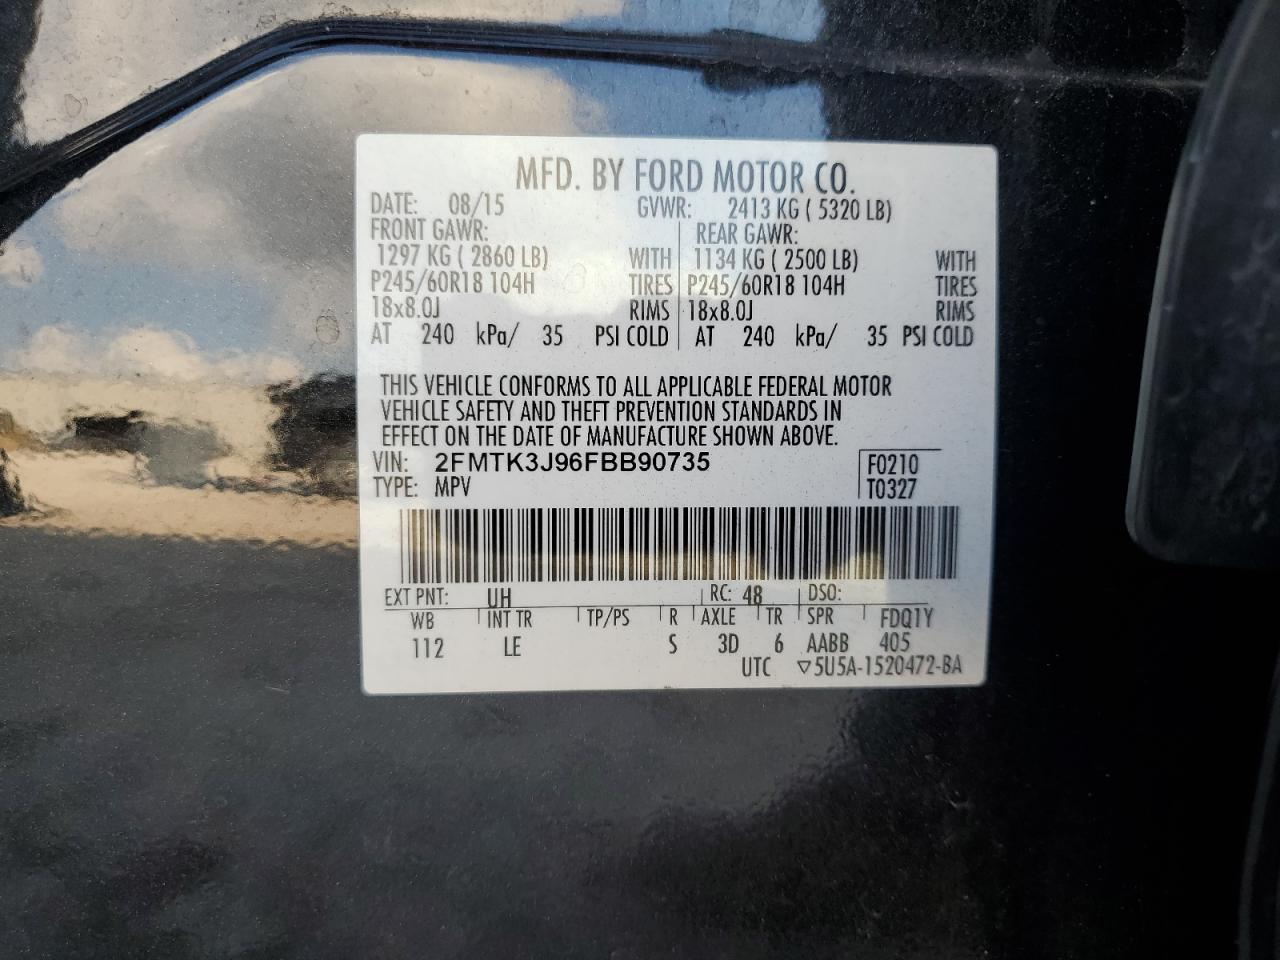 MFD. BY FORD MOTOR CO.
DATE: 08/15 GVWR: 2413 KG ( 5320 LB)
FRONT GAWR: REAR GAWR:
1297 KG ( 2860 LB) WITH 1134 KG ( 2500 LB) WITH
P245/60R18 104H TIRES P245/60R18 104H TIRES
18x8.0J RIMS 18x8.0J RIMS
AT 240 kPa/ 35 PSI COLD AT 240 kPa/ 35 PSI COLD
THIS VEHICLE CONFORMS TO ALL APPLICABLE FEDERAL MOTOR
VEHICLE SAFETY AND THEFT PREVENTION STANDARDS IN
EFFECT ON THE DATE OF MANUFACTURE SHOWN ABOVE.
VIN: 2FMTK3J96FBB90735 F0210
TYPE: MPV T0327
EXT PNT: UH RC: 48 DSO:
WB INT TR TP/PS R AXLE TR SPR FDQ1Y
112 LE S 3D 6 AABB 405
UTC ▽5U5A-1520472-BA